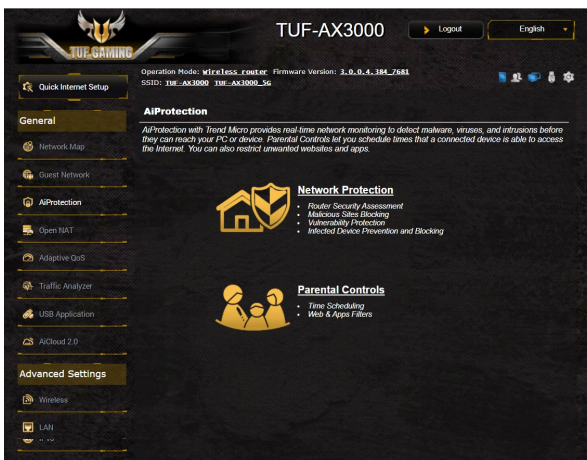 TUF GAMING
TUF-AX3000
Logout
English
Quick Internet Setup
Operation Mode: Wireless router Firmware Version: 3.0.0.4.384_7681
SSID: TUF-AX3000 TUF-AX3000_5G
General
Network Map
Guest Network
AiProtection
Open NAT
Adaptive QoS
Traffic Analyzer
USB Application
AiCloud 2.0
Advanced Settings
Wireless
LAN
AiProtection
AiProtection with Trend Micro provides real-time network monitoring to detect malware, viruses, and intrusions before
they can reach your PC or device. Parental Controls let you schedule times that a connected device is able to access
the Internet. You can also restrict unwanted websites and apps.
Network Protection
• Router Security Assessment
• Malicious Sites Blocking
• Vulnerability Protection
• Infected Device Prevention and Blocking
Parental Controls
• Time Scheduling
• Web & Apps Filters